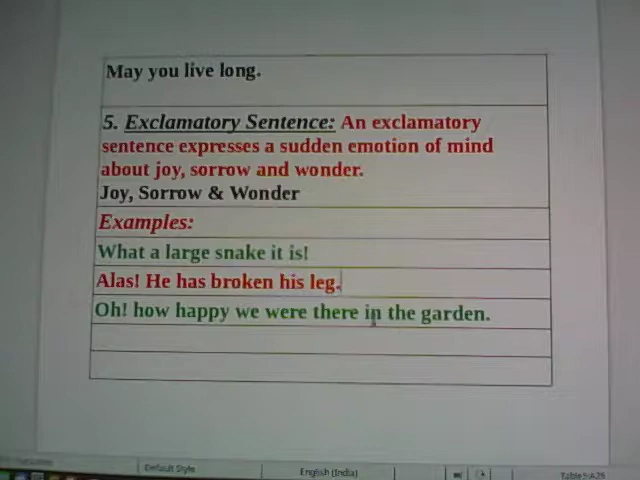 May you live long.
5. Exclamatory Sentence: An exclamatory
sentence expresses a sudden emotion of mind
about joy, sorrow and wonder.
Joy, Sorrow & Wonder
Examples:
What a large snake it is!
Alas! He has broken his leg.
Oh! how happy we were there in the garden.
Default Style English (India)